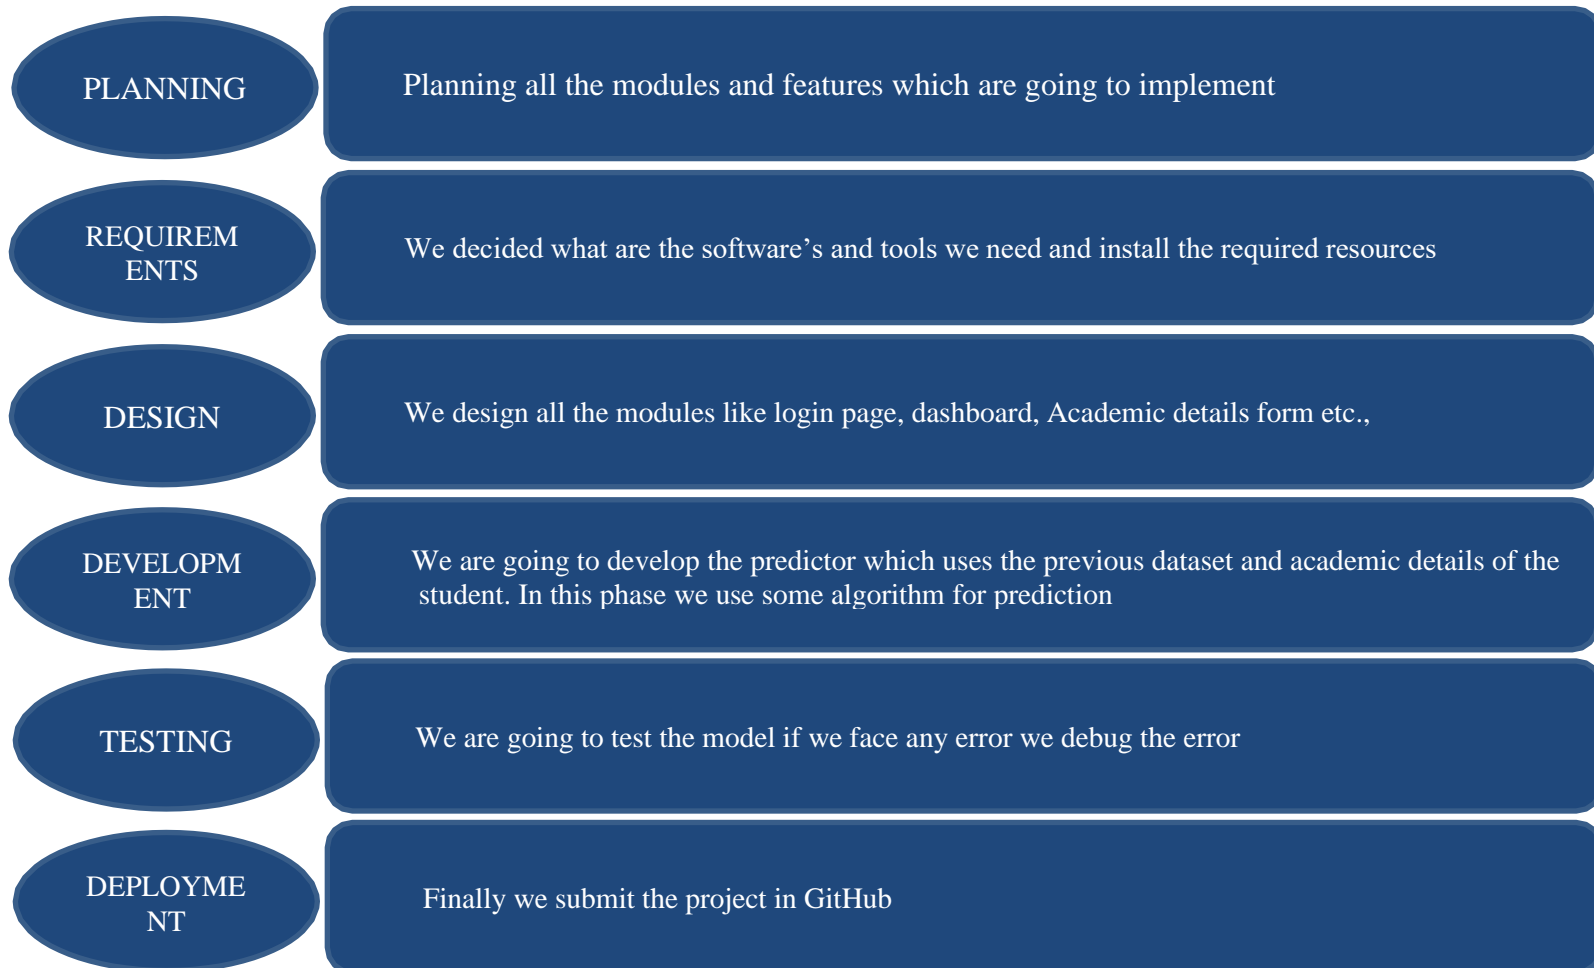 PLANNING
Planning all the modules and features which are going to implement
REQUIREM
ENTS
We decided what are the software’s and tools we need and install the required resources
DESIGN
We design all the modules like login page, dashboard, Academic details form etc.,
DEVELOPM
ENT
We are going to develop the predictor which uses the previous dataset and academic details of the
student. In this phase we use some algorithm for prediction
TESTING
We are going to test the model if we face any error we debug the error
DEPLOYME
NT
Finally we submit the project in GitHub